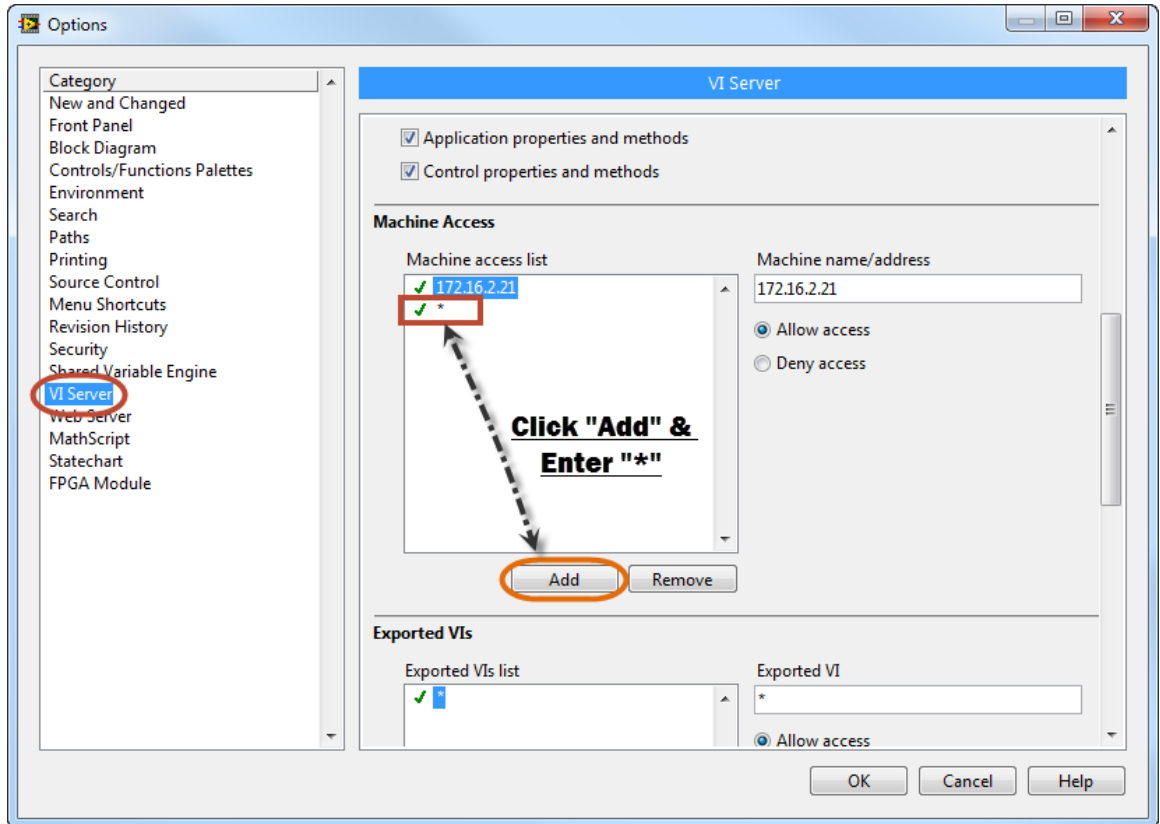 Options
Category
New and Changed
Front Panel
Block Diagram
Controls/Functions Palettes
Environment
Search
Paths
Printing
Source Control
Menu Shortcuts
Revision History
Security
Shared Variable Engine
VI Server
Web Server
MathScript
Statechart
FPGA Module
VI Server
Application properties and methods
Control properties and methods
Machine Access
Machine access list
172.16.2.21
*
Machine name/address
172.16.2.21
Allow access
Deny access
Click "Add" &
Enter "*"
Add
Remove
Exported VIs
Exported VIs list
*
Exported VI
*
Allow access
OK
Cancel
Help